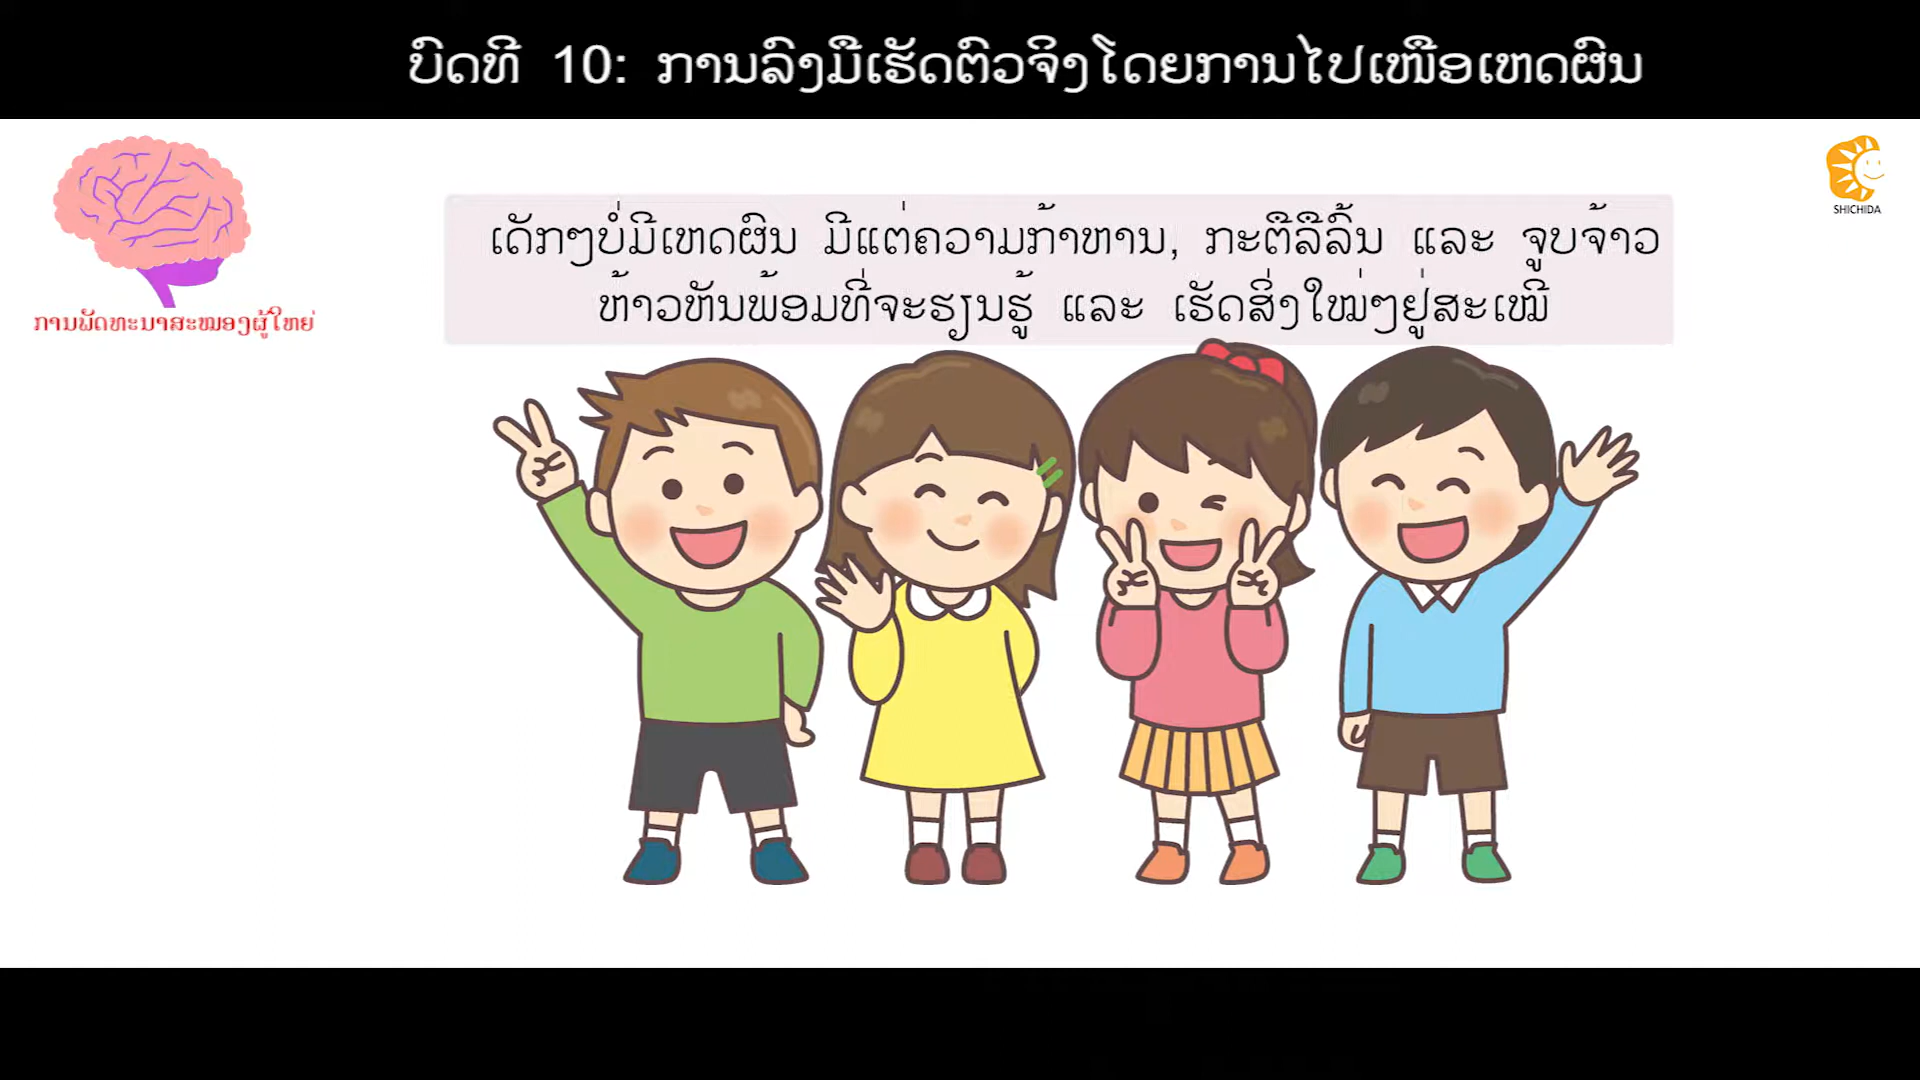 ບົດທີ 10: ການລົງມືເຮັດຕົວຈິງໂດຍການໄປເໜືອເຫດຜົນ
SHICHIDA
ເດັກໆບໍ່ມີເຫດຜົນ ມີແຕ່ຄວາມກ້າຫານ, ກະຕືລືລົ້ນ ແລະ ຈູບຈ້າວ
ຫ້າວຫັນພ້ອມທີ່ຈະຮຽນຮູ້ ແລະ ເຮັດສິ່ງໃໝ່ໆຢູ່ສະເໝີ
ການພັດທະນາສະໝອງຜູ້ໃຫຍ່